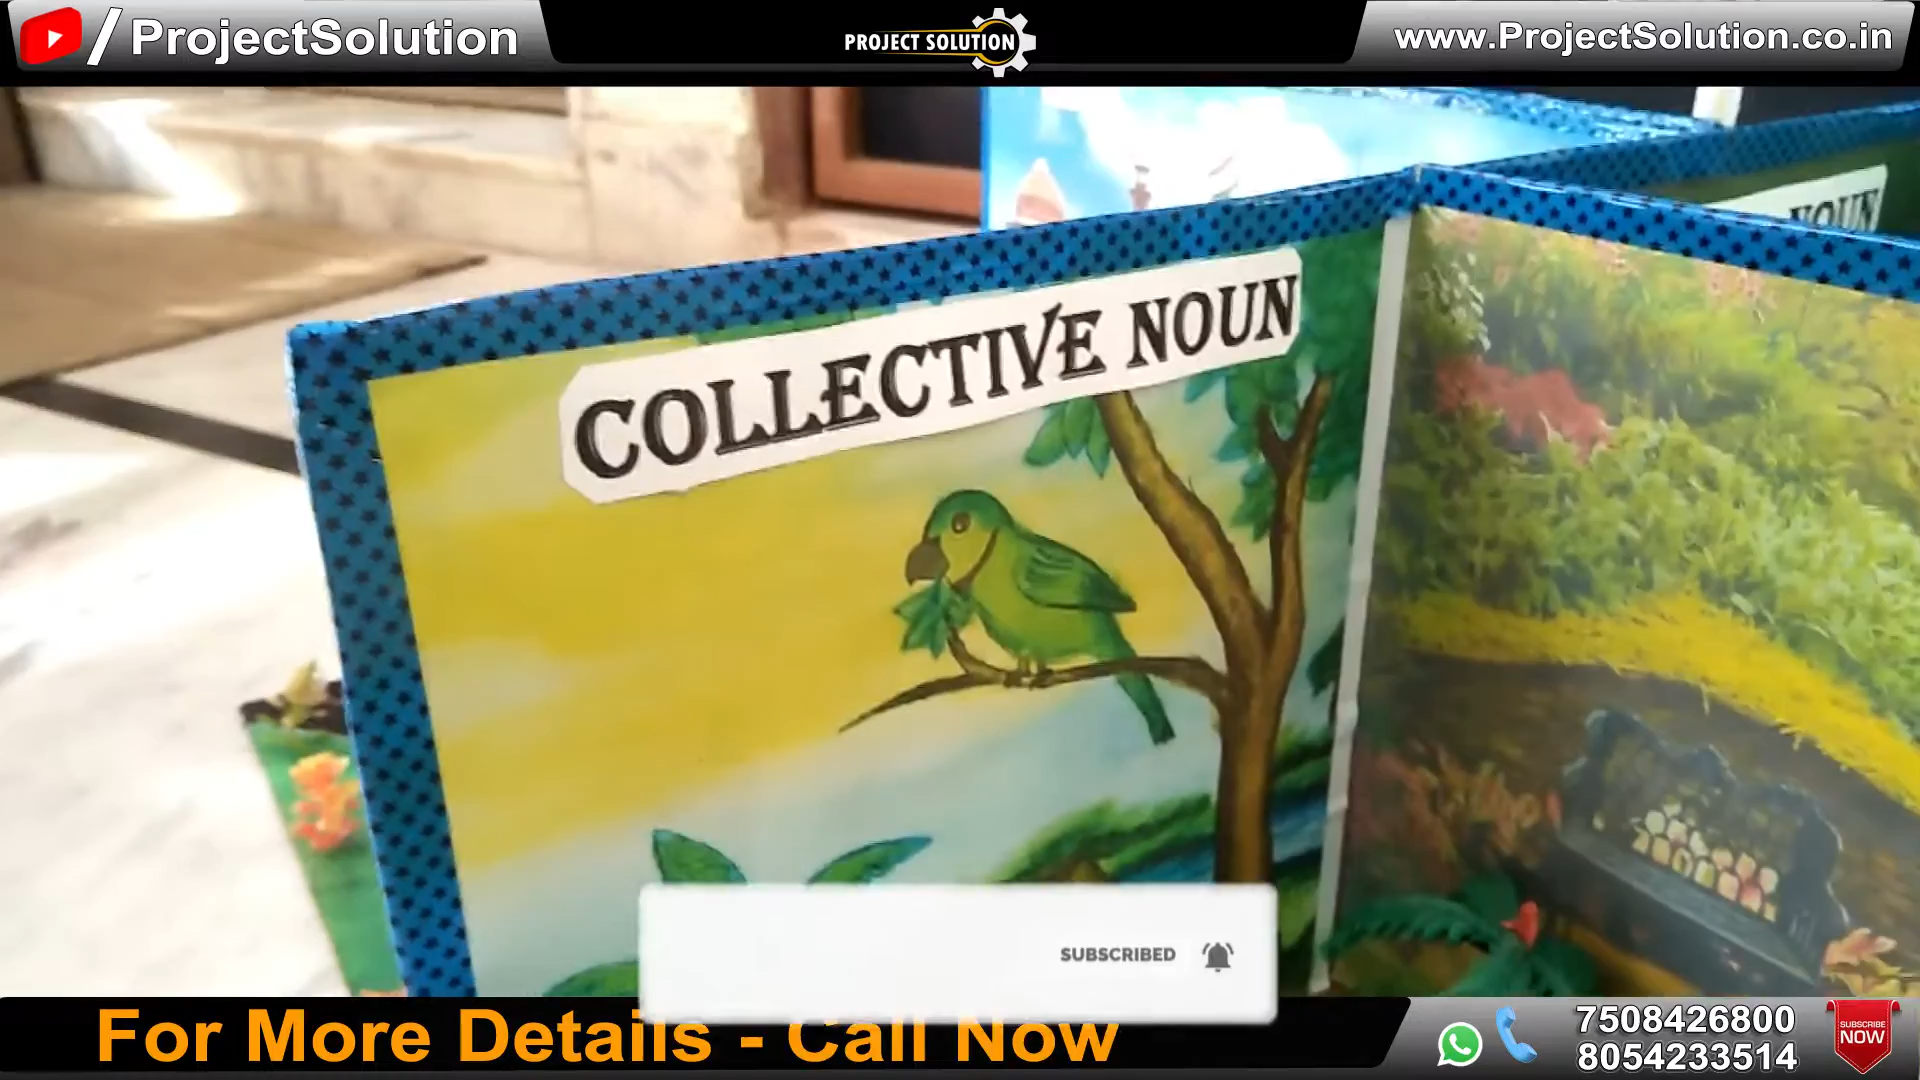 /ProjectSolution
PROJECT SOLUTION
www.ProjectSolution.co.in
NOUN
COLLECTIVE NOUN
SUBSCRIBED
For More Details - Call Now
7508426800
8054233514
SUBSCRIBE
NOW